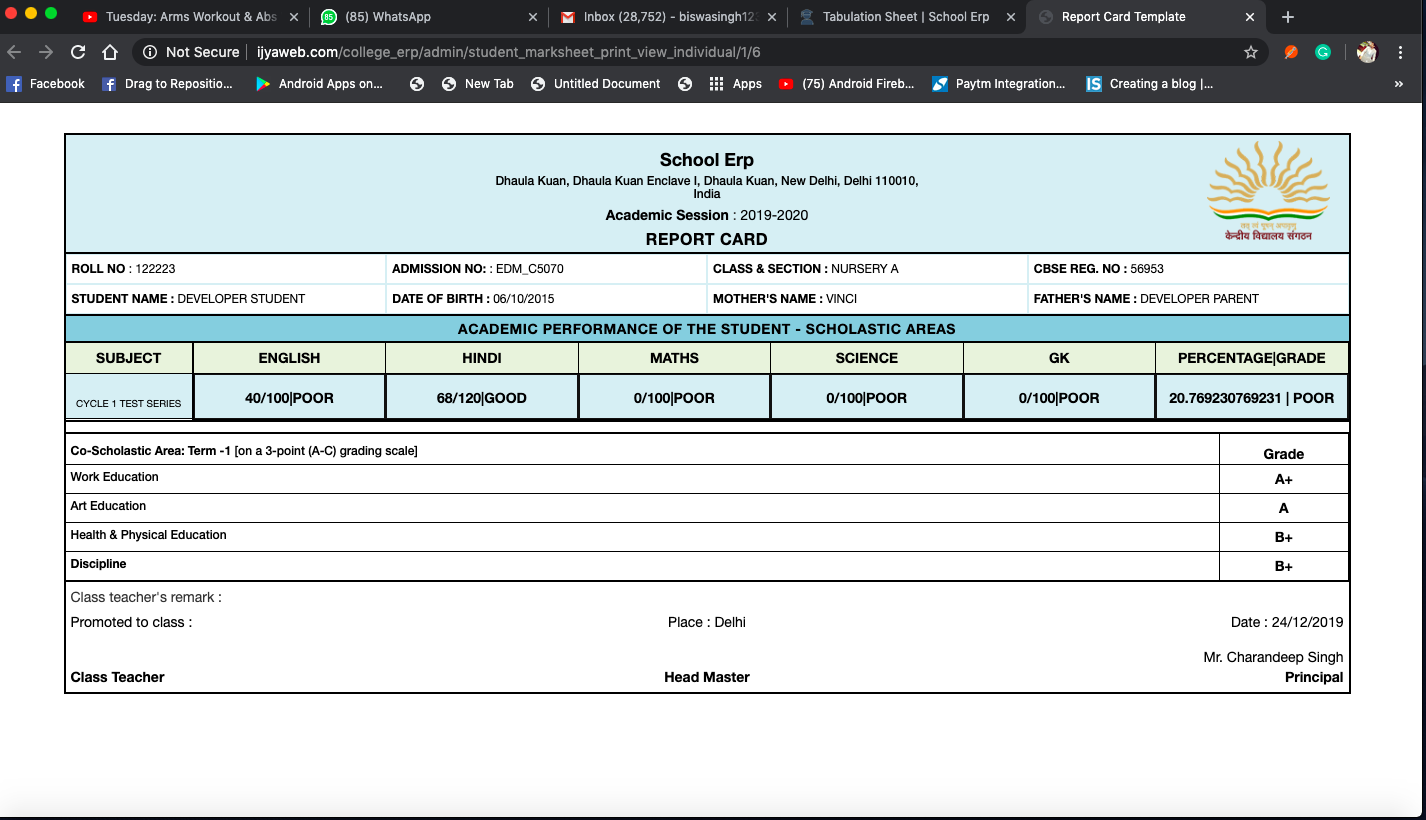 Tuesday: Arms Workout & Abs
(85) WhatsApp
Inbox (28,752) - biswasingh123
Tabulation Sheet | School Erp
Report Card Template
Not Secure
ijyaweb.com/college_erp/admin/student_marksheet_print_view_individual/1/6
Facebook
Drag to Repositio...
Android Apps on...
New Tab
Untitled Document
Apps
(75) Android Fireb...
Paytm Integration...
IS
Creating a blog |...
»
School Erp
Dhaula Kuan, Dhaula Kuan Enclave I, Dhaula Kuan, New Delhi, Delhi 110010,
India
Academic Session : 2019-2020
REPORT CARD
केन्द्रीय विद्यालय संगठन
ROLL NO : 122223
ADMISSION NO: : EDM_C5070
CLASS & SECTION : NURSERY A
CBSE REG. NO : 56953
STUDENT NAME : DEVELOPER STUDENT
DATE OF BIRTH : 06/10/2015
MOTHER'S NAME : VINCI
FATHER'S NAME : DEVELOPER PARENT
ACADEMIC PERFORMANCE OF THE STUDENT - SCHOLASTIC AREAS
SUBJECT
ENGLISH
HINDI
MATHS
SCIENCE
GK
PERCENTAGE|GRADE
CYCLE 1 TEST SERIES
40/100|POOR
68/120|GOOD
0/100|POOR
0/100|POOR
0/100|POOR
20.769230769231 | POOR
Co-Scholastic Area: Term -1 [on a 3-point (A-C) grading scale]
Grade
Work Education
A+
Art Education
A
Health & Physical Education
B+
Discipline
B+
Class teacher's remark :
Promoted to class :
Place : Delhi
Date : 24/12/2019
Mr. Charandeep Singh
Class Teacher
Head Master
Principal